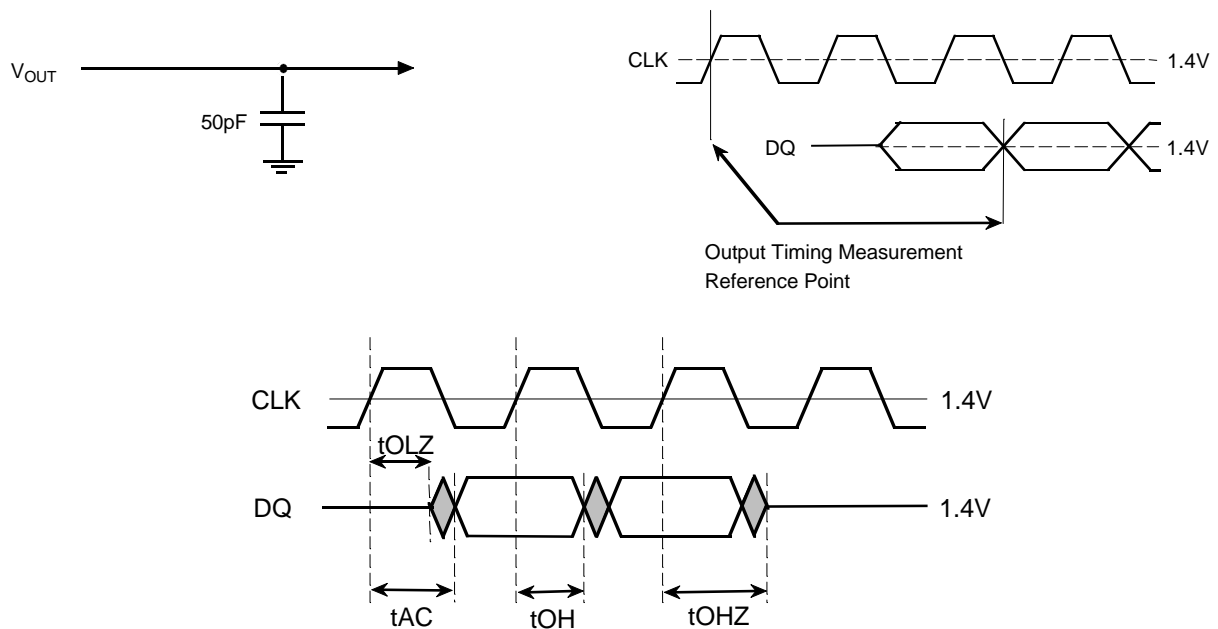 VOUT
50pF
CLK 1.4V
DQ 1.4V
Output Timing Measurement
Reference Point
CLK 1.4V
tOLZ
DQ 1.4V
tAC tOH tOHZ